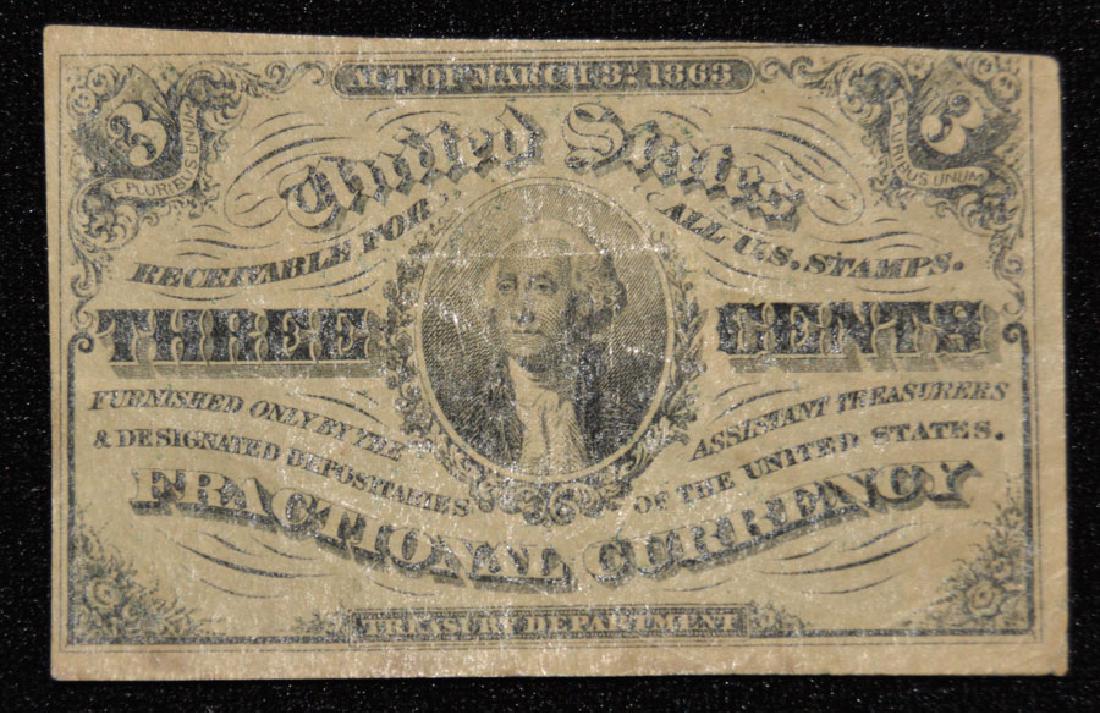 ACT OF MARCH 3D. 1863
3
3
E PLURIBUS UNUM
E PLURIBUS UNUM
United States
RECEIVABLE FOR ALL U.S. STAMPS.
THREE CENTS
FURNISHED ONLY BY THE ASSISTANT TREASURERS
& DESIGNATED DEPOSITARIES OF THE UNITED STATES.
FRACTIONAL CURRENCY
TREASURY DEPARTMENT